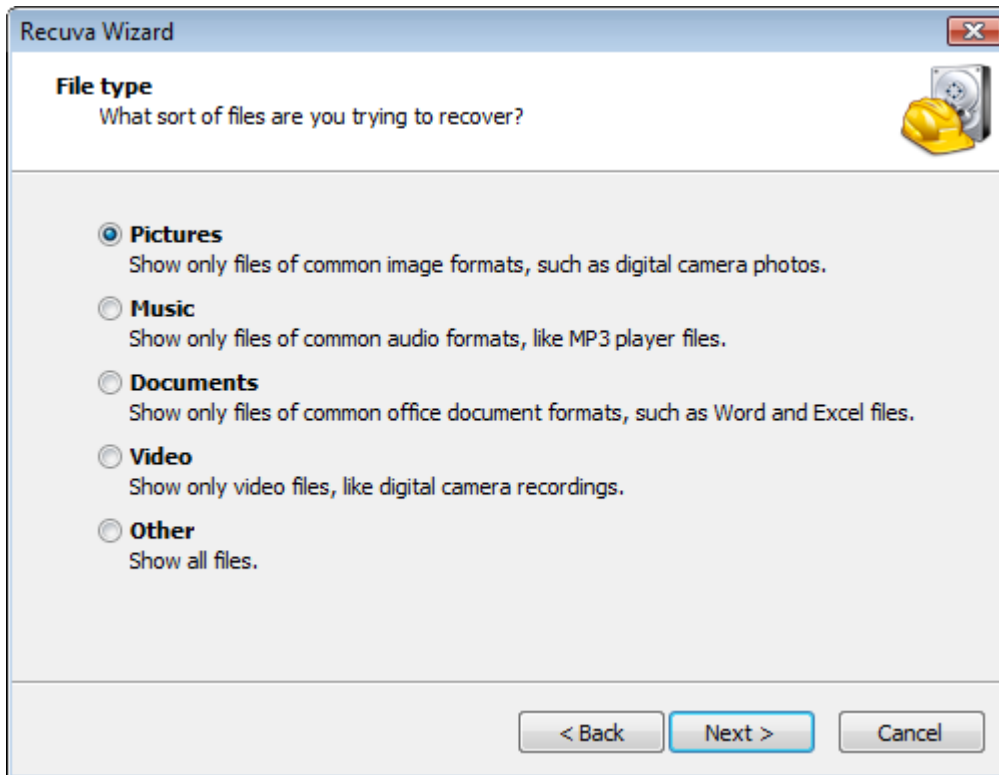 Recuva Wizard
File type
What sort of files are you trying to recover?
Pictures
Show only files of common image formats, such as digital camera photos.
Music
Show only files of common audio formats, like MP3 player files.
Documents
Show only files of common office document formats, such as Word and Excel files.
Video
Show only video files, like digital camera recordings.
Other
Show all files.
< Back Next > Cancel